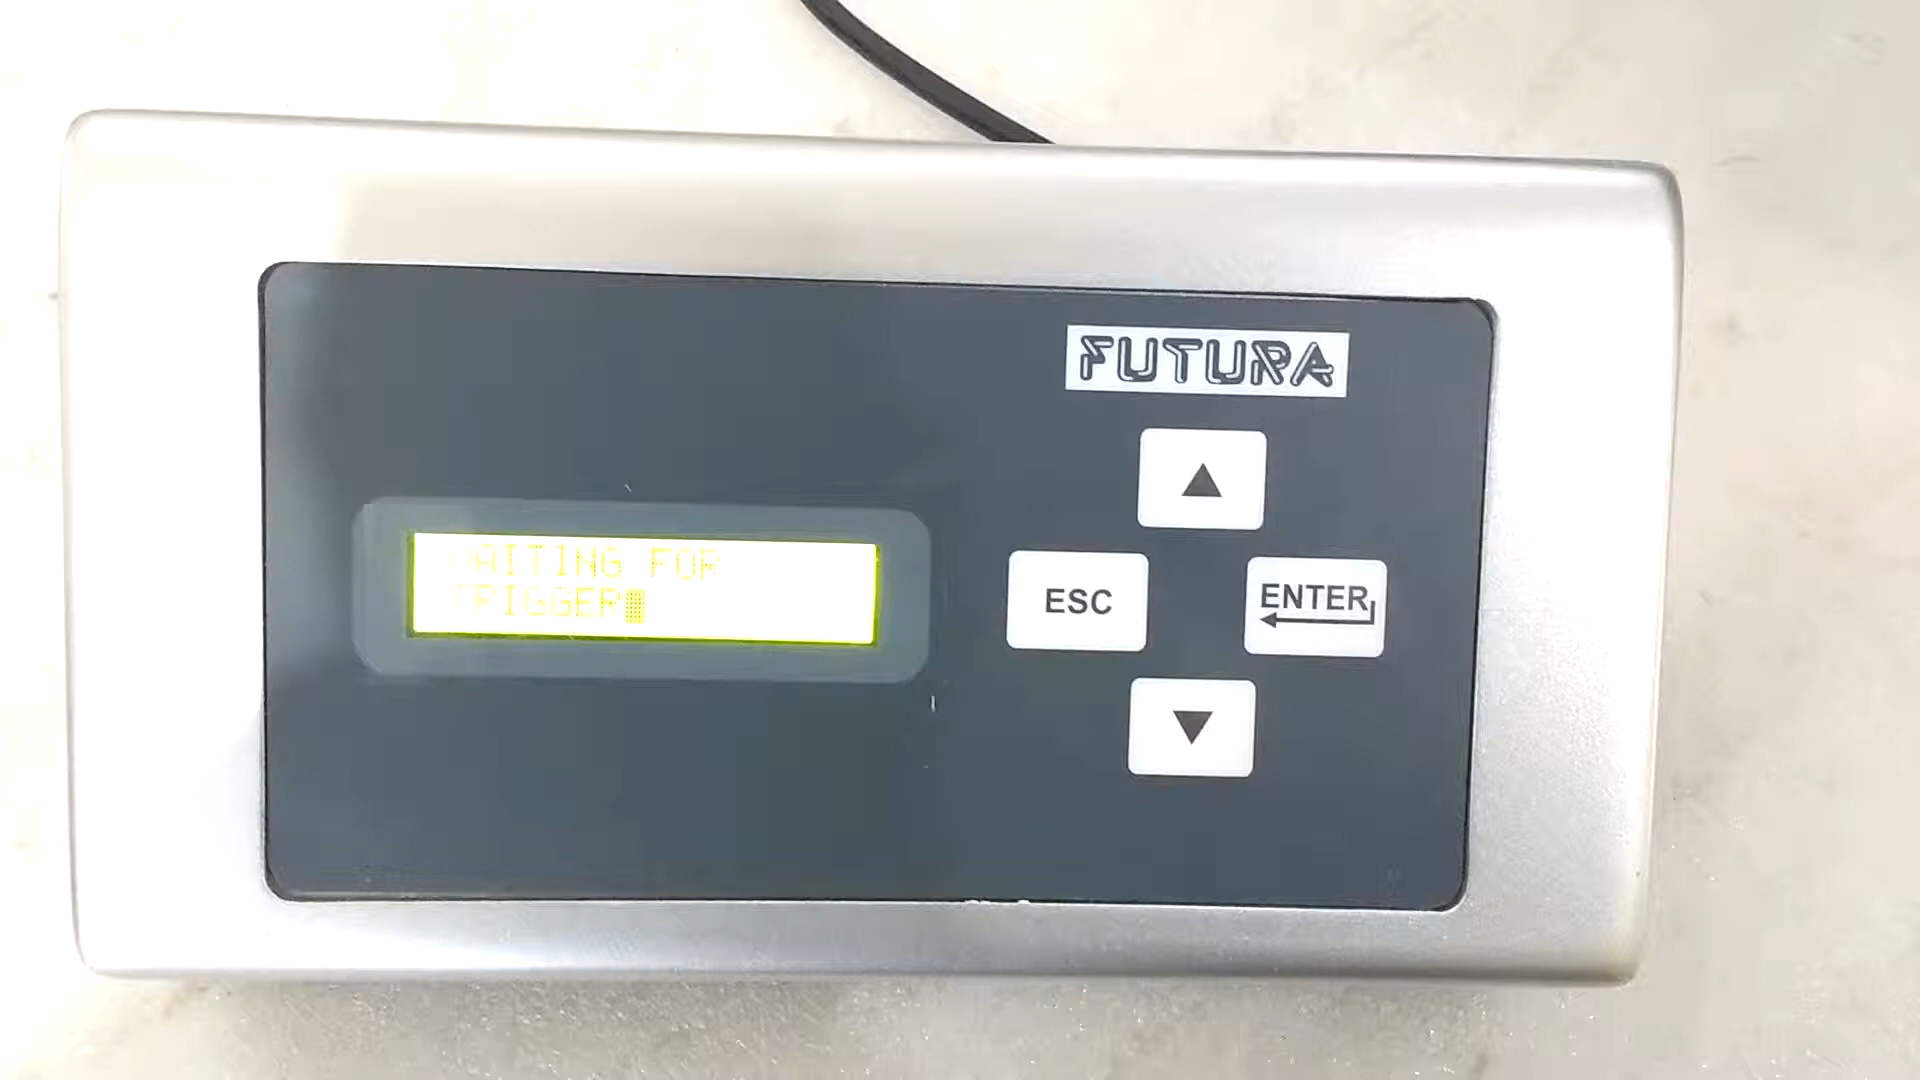 FUTURA
WAITING FOR
TRIGGER
▲
ESC
ENTER
▼